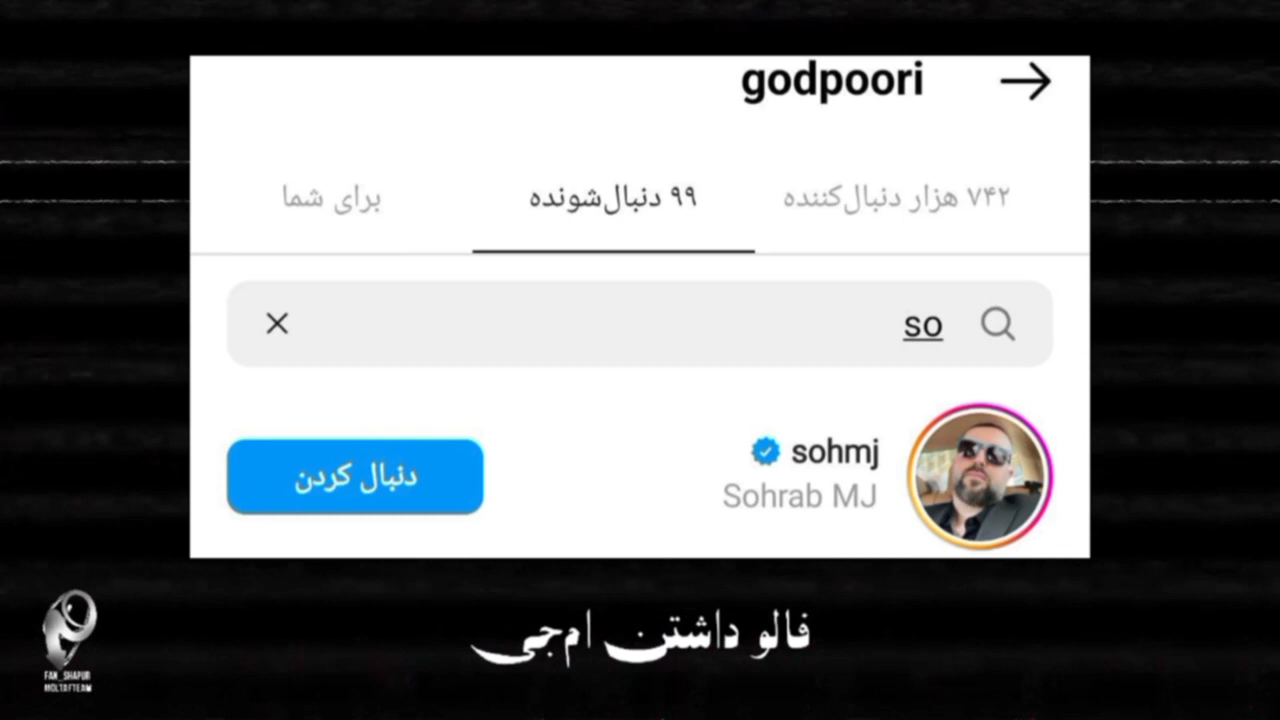 godpoori
۷۴۲ هزار دنبال‌کننده
۹۹ دنبال‌شونده
برای شما
so
sohmj
Sohrab MJ
دنبال کردن
فالو داشتن ام‌جی
FAN_SHAPUR
MOLTAFTEAM